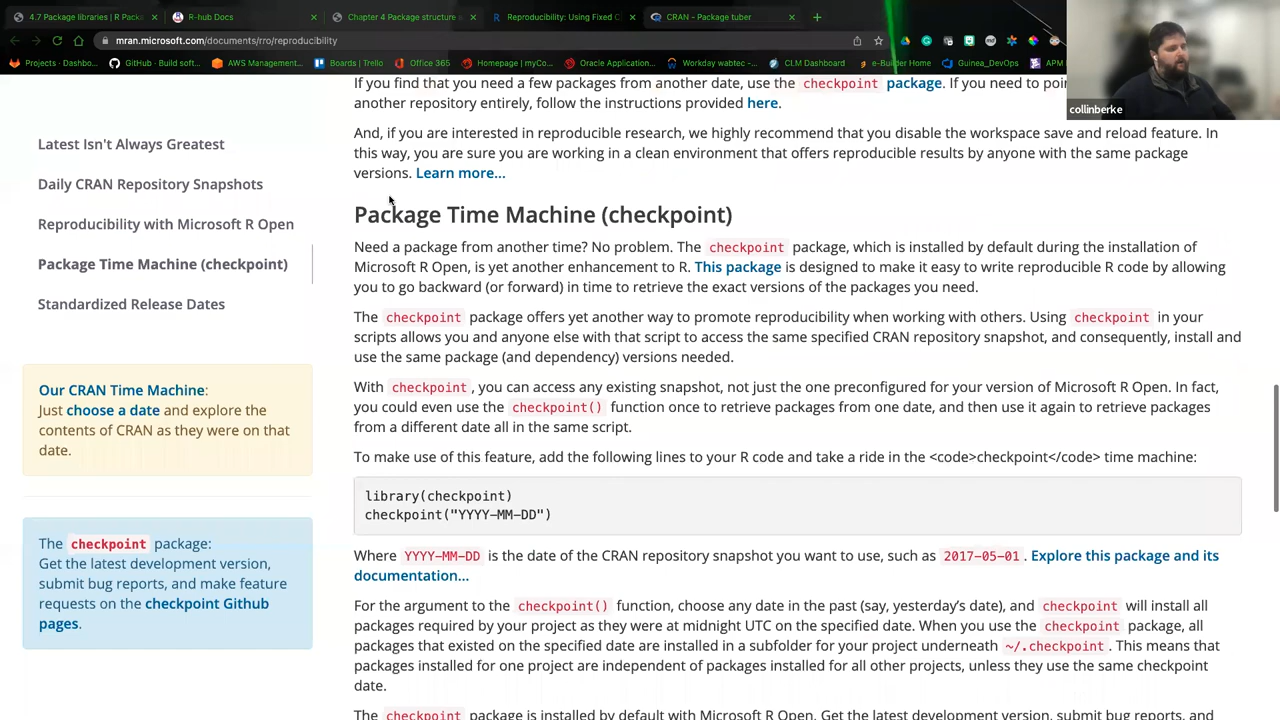 4.7 Package libraries | R Pack
R-hub Docs
Chapter 4 Package structure
Reproducibility: Using Fixed C
CRAN - Package tuber
mran.microsoft.com/documents/rro/reproducibility
Projects - Dashbo...
GitHub · Build soft...
AWS Management...
Boards | Trello
Office 365
Homepage | myCo...
Oracle Application...
Workday wabtec -...
CLM Dashboard
e-Builder Home
Guinea_DevOps
APM
collinberke
If you find that you need a few packages from another date, use the checkpoint package. If you need to poi
another repository entirely, follow the instructions provided here.
And, if you are interested in reproducible research, we highly recommend that you disable the workspace save and reload feature. In
this way, you are sure you are working in a clean environment that offers reproducible results by anyone with the same package
versions. Learn more...
Latest Isn't Always Greatest
Daily CRAN Repository Snapshots
Reproducibility with Microsoft R Open
Package Time Machine (checkpoint)
Standardized Release Dates
Our CRAN Time Machine:
Just choose a date and explore the
contents of CRAN as they were on that
date.
The checkpoint package:
Get the latest development version,
submit bug reports, and make feature
requests on the checkpoint Github
pages.
Package Time Machine (checkpoint)
Need a package from another time? No problem. The checkpoint package, which is installed by default during the installation of
Microsoft R Open, is yet another enhancement to R. This package is designed to make it easy to write reproducible R code by allowing
you to go backward (or forward) in time to retrieve the exact versions of the packages you need.
The checkpoint package offers yet another way to promote reproducibility when working with others. Using checkpoint in your
scripts allows you and anyone else with that script to access the same specified CRAN repository snapshot, and consequently, install and
use the same package (and dependency) versions needed.
With checkpoint, you can access any existing snapshot, not just the one preconfigured for your version of Microsoft R Open. In fact,
you could even use the checkpoint() function once to retrieve packages from one date, and then use it again to retrieve packages
from a different date all in the same script.
To make use of this feature, add the following lines to your R code and take a ride in the <code>checkpoint</code> time machine:
library(checkpoint)
checkpoint("YYYY-MM-DD")
Where YYYY-MM-DD is the date of the CRAN repository snapshot you want to use, such as 2017-05-01. Explore this package and its
documentation...
For the argument to the checkpoint() function, choose any date in the past (say, yesterday's date), and checkpoint will install all
packages required by your project as they were at midnight UTC on the specified date. When you use the checkpoint package, all
packages that existed on the specified date are installed in a subfolder for your project underneath ~/.checkpoint. This means that
packages installed for one project are independent of packages installed for all other projects, unless they use the same checkpoint
date.
The checkpoint package is installed by default with Microsoft R Open. Get the latest development version, submit bug reports, and